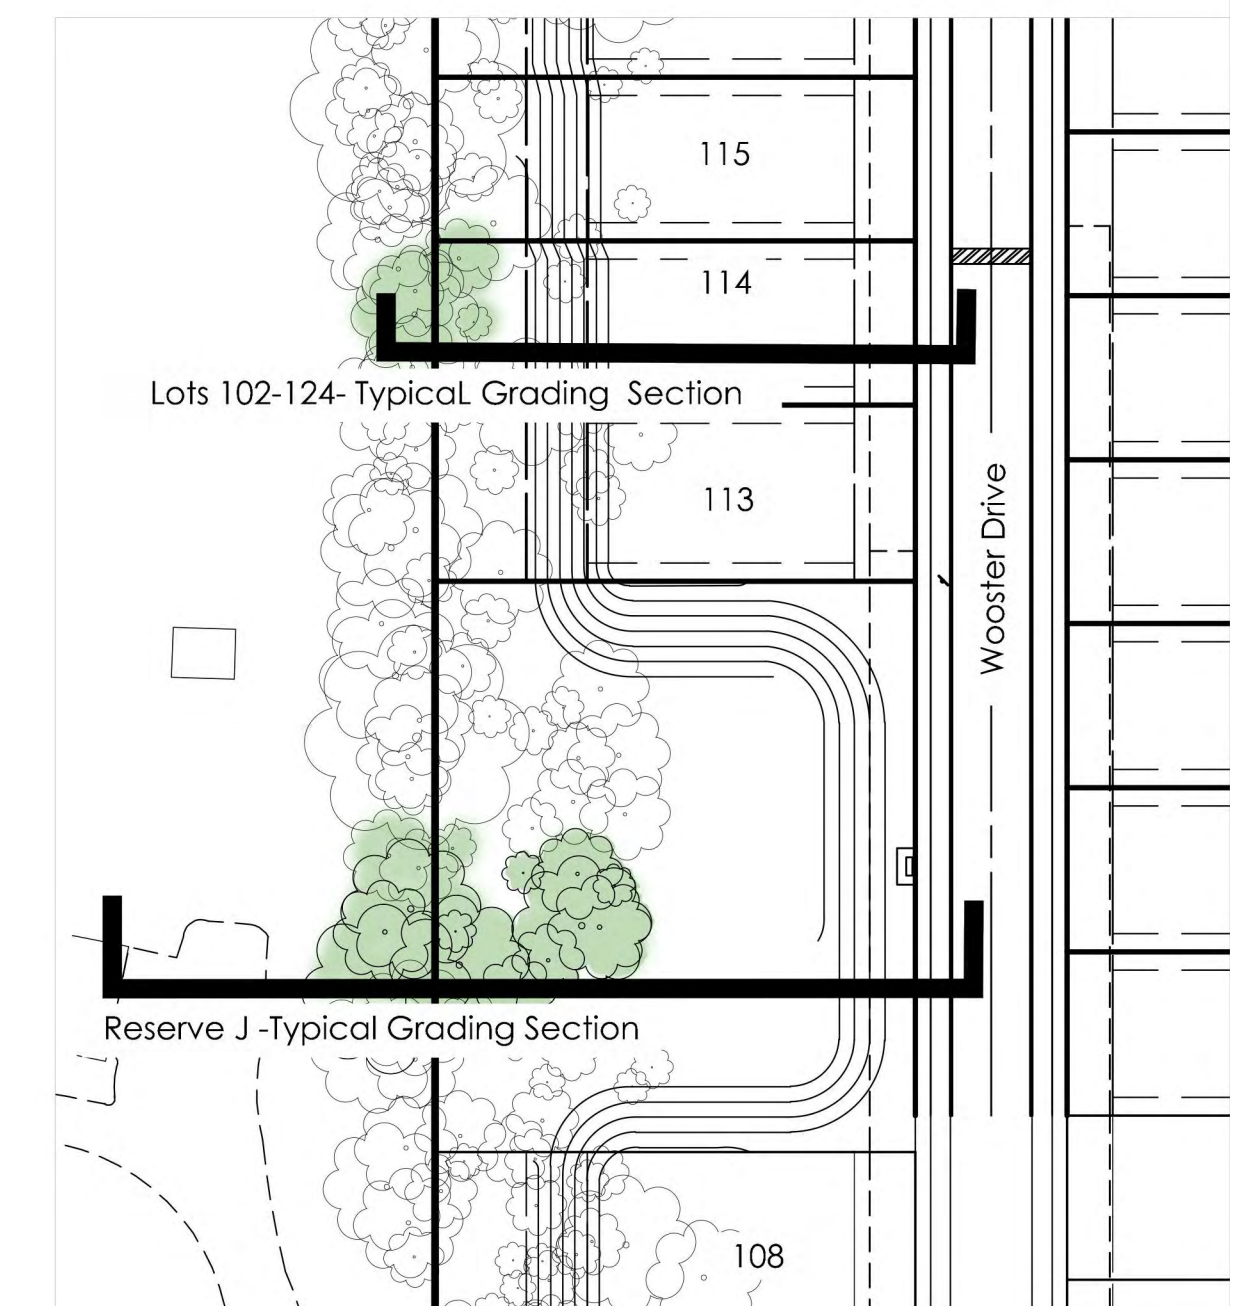 115
114
Lots 102-124- TypicaL Grading Section
113
Wooster Drive
Reserve J -Typical Grading Section
108